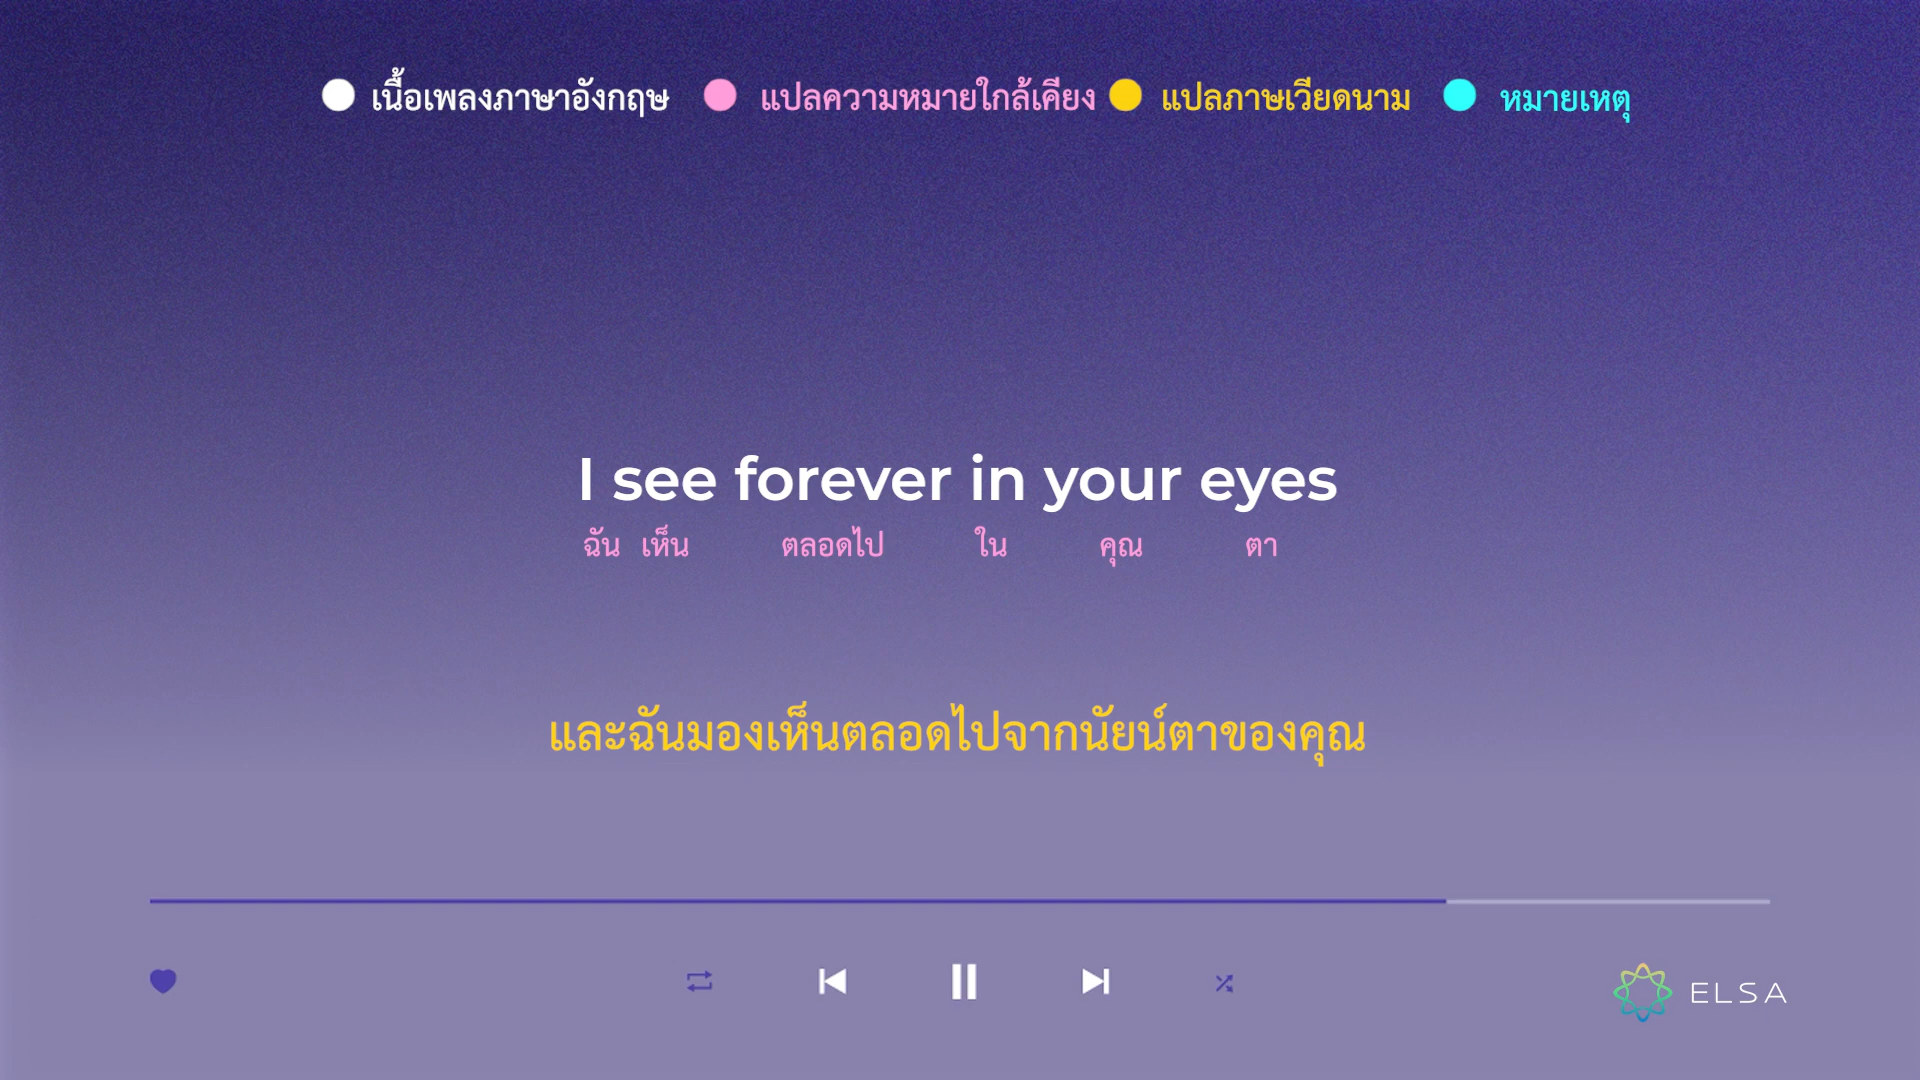 เนื้อเพลงภาษาอังกฤษ แปลความหมายใกล้เคียง แปลภาษเวียดนาม หมายเหตุ
I see forever in your eyes
ฉัน เห็น ตลอดไป ใน คุณ ตา
และฉันมองเห็นตลอดไปจากนัยน์ตาของคุณ
ELSA